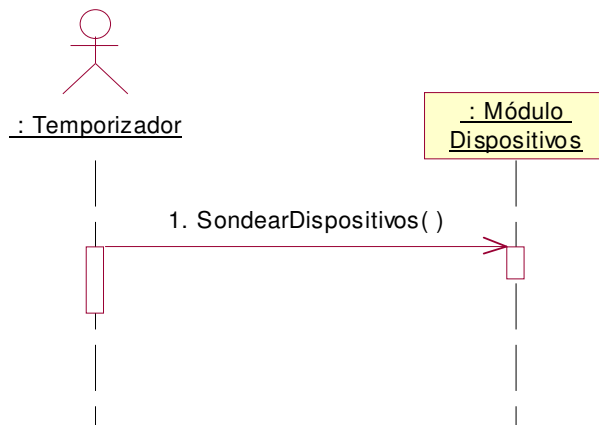 : Temporizador
: Módulo
Dispositivos
1. SondearDispositivos( )